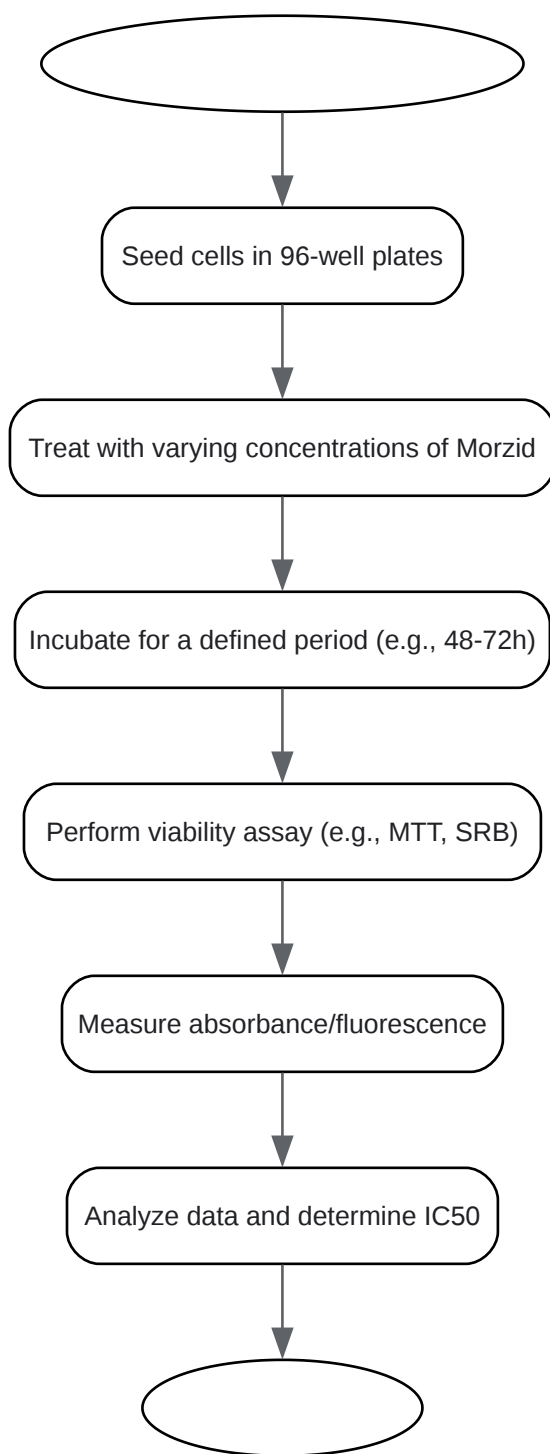 Seed cells in 96-well plates
Treat with varying concentrations of Morzid
Incubate for a defined period (e.g., 48-72h)
Perform viability assay (e.g., MTT, SRB)
Measure absorbance/fluorescence
Analyze data and determine IC50